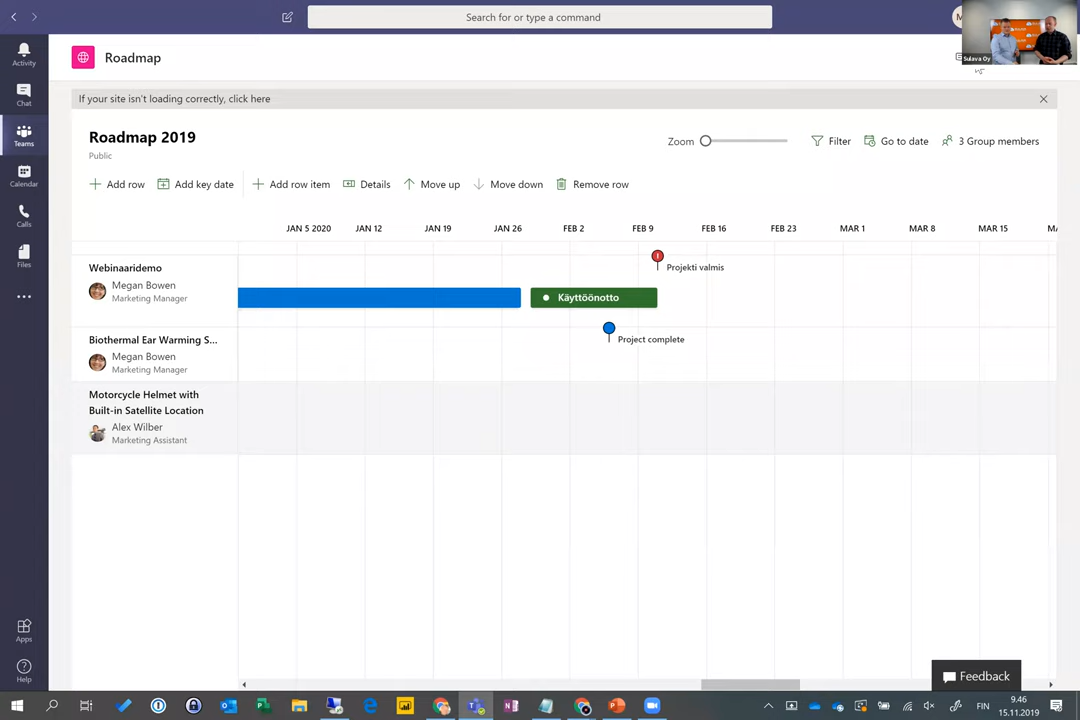 Search for or type a command
M
Sulava Oy
Activity
Chat
Teams
Calendar
Calls
Files
Apps
Help
Roadmap
If your site isn't loading correctly, click here
Roadmap 2019
Public
Zoom
Filter
Go to date
3 Group members
Add row
Add key date
Add row item
Details
Move up
Move down
Remove row
JAN 5 2020 JAN 12 JAN 19 JAN 26 FEB 2 FEB 9 FEB 16 FEB 23 MAR 1 MAR 8 MAR 15
Webinaaridemo
Megan Bowen
Marketing Manager
Projekti valmis
Käyttöönotto
Biothermal Ear Warming S...
Megan Bowen
Marketing Manager
Project complete
Motorcycle Helmet with
Built-in Satellite Location
Alex Wilber
Marketing Assistant
Feedback
FIN
9.46
15.11.2019